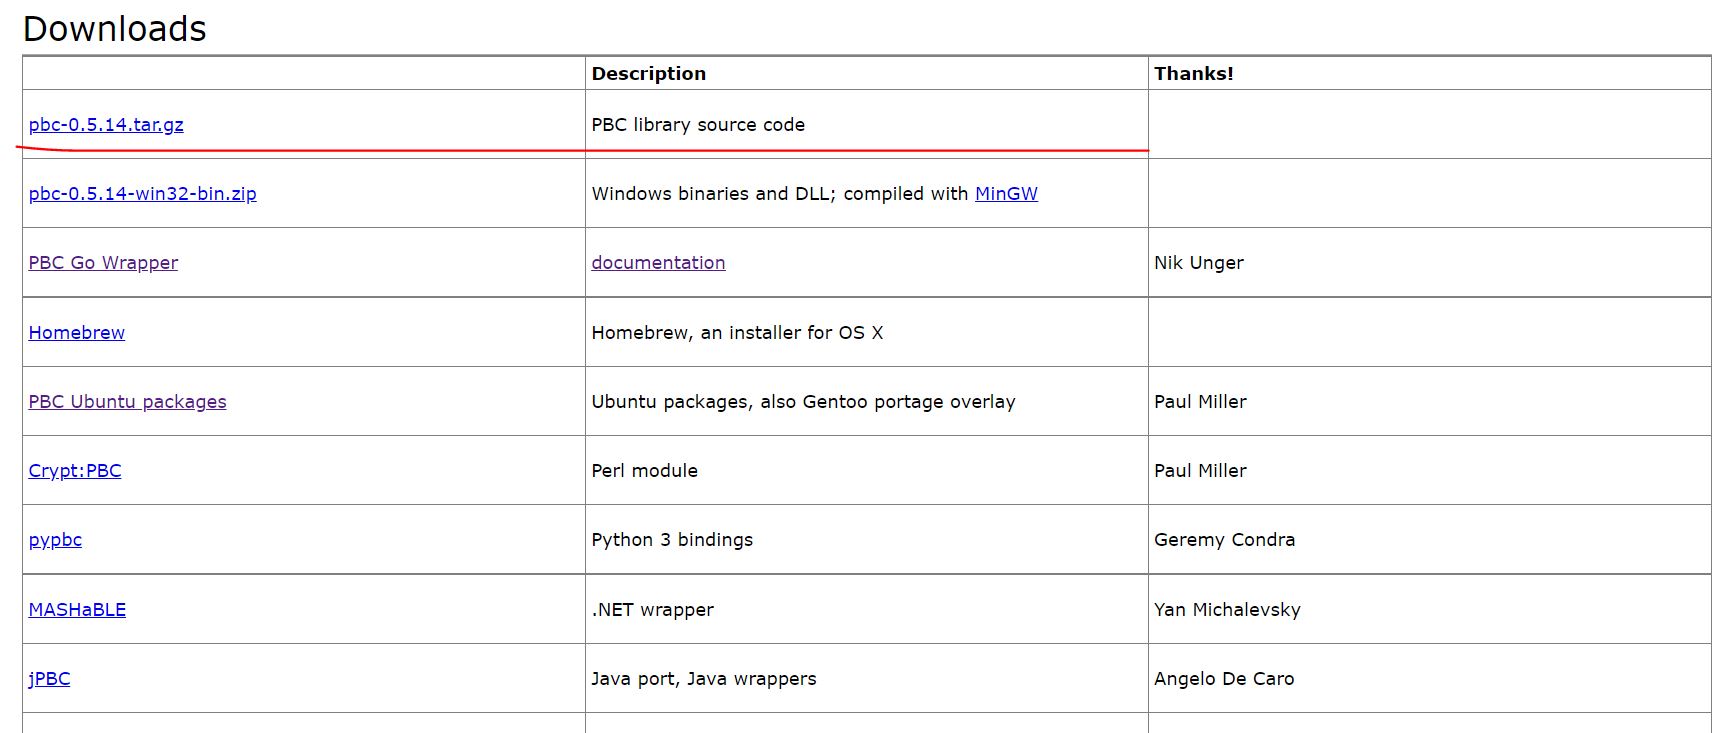 Downloads
Description Thanks!
pbc-0.5.14.tar.gz PBC library source code
pbc-0.5.14-win32-bin.zip Windows binaries and DLL; compiled with MinGW
PBC Go Wrapper documentation Nik Unger
Homebrew Homebrew, an installer for OS X
PBC Ubuntu packages Ubuntu packages, also Gentoo portage overlay Paul Miller
Crypt:PBC Perl module Paul Miller
pypbc Python 3 bindings Geremy Condra
MASHaBLE .NET wrapper Yan Michalevsky
jPBC Java port, Java wrappers Angelo De Caro